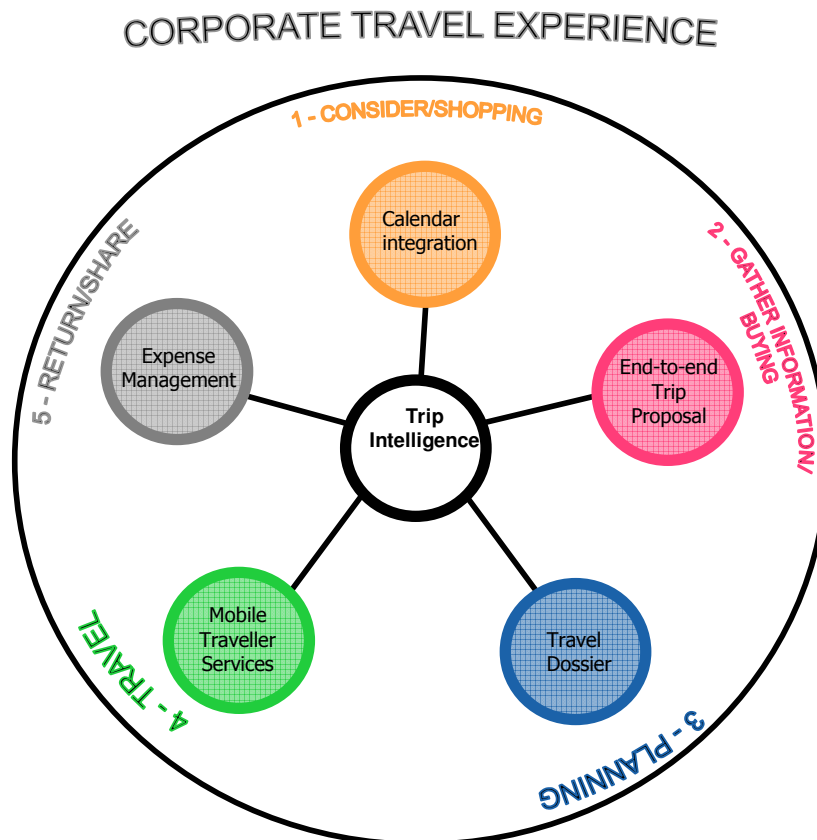 CORPORATE TRAVEL EXPERIENCE
1 - CONSIDER/SHOPPING
Calendar
integration
2 - GATHER INFORMATION/
BUYING
End-to-end
Trip
Proposal
Trip
Intelligence
5 - RETURN/SHARE
Expense
Management
Mobile
Traveller
Services
4 - TRAVEL
Travel
Dossier
3 - PLANNING